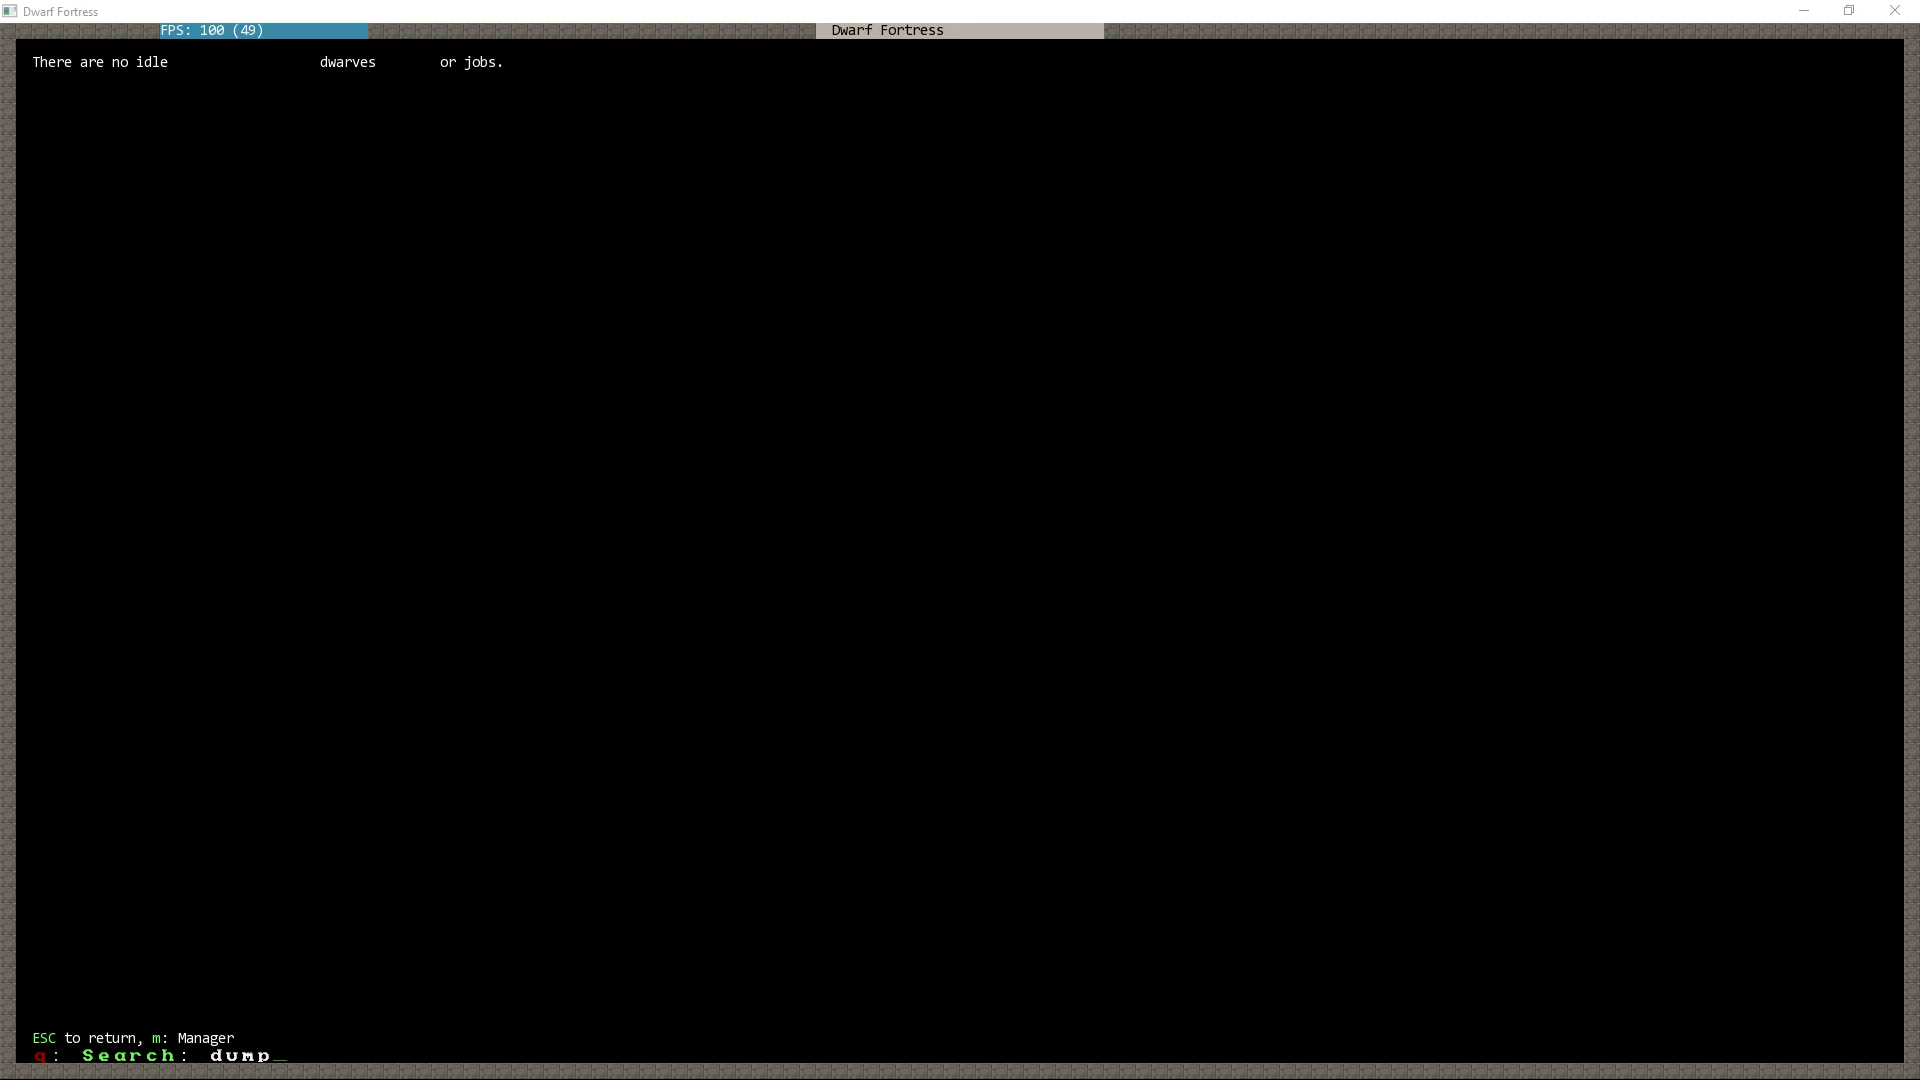 Dwarf Fortress
FPS: 100 (49)
Dwarf Fortress
There are no idle dwarves or jobs.
ESC to return, m: Manager
q: Search: dump_